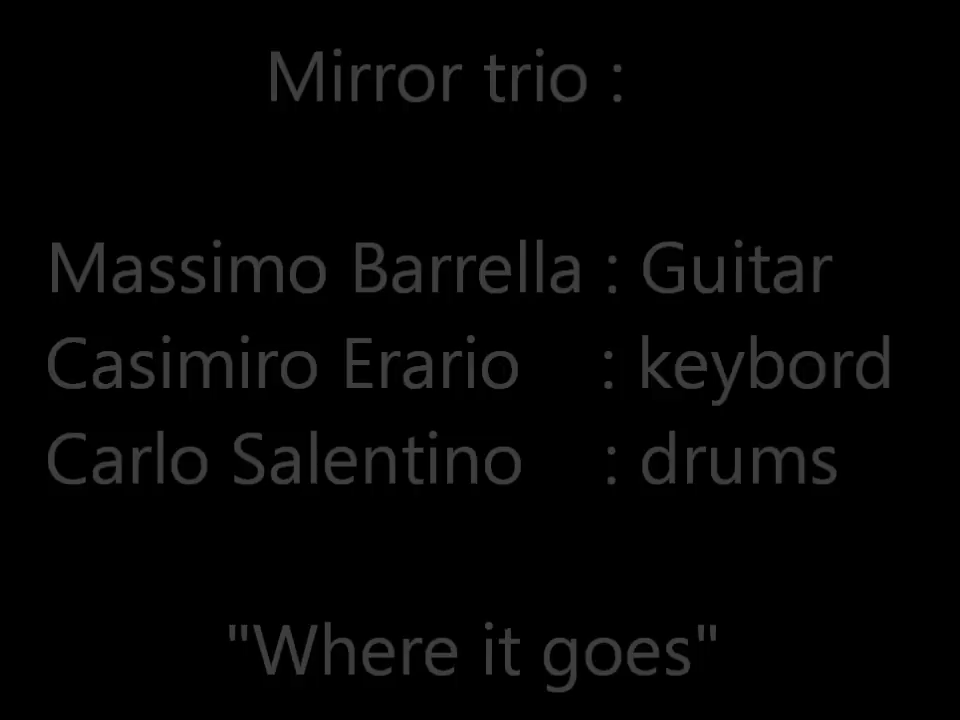 Mirror trio :
Massimo Barrella : Guitar
Casimiro Erario : keybord
Carlo Salentino : drums
"Where it goes"